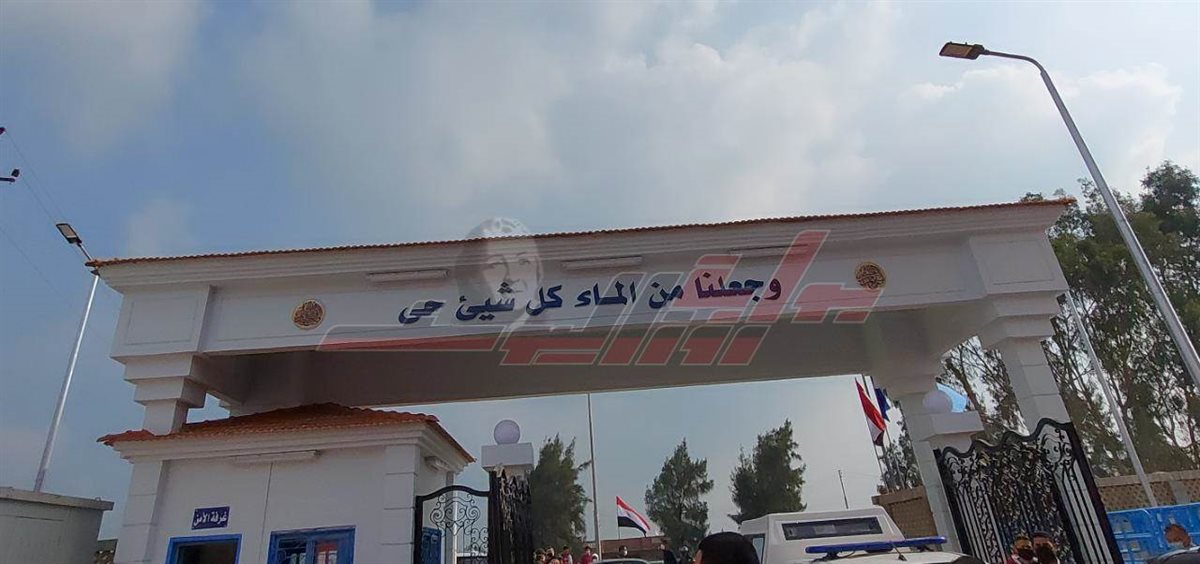 وجعلنا من الماء كل شيئ حي
غرفة الأمن